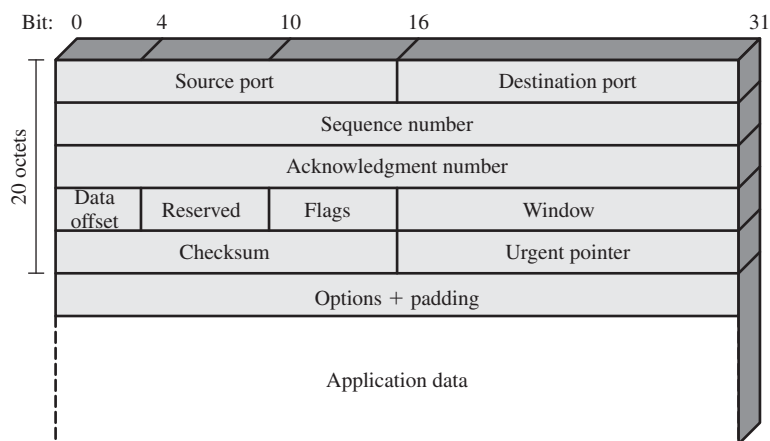 Bit: 0 4 10 16 31
20 octets
Source port Destination port
Sequence number
Acknowledgment number
Data offset Reserved Flags Window
Checksum Urgent pointer
Options + padding
Application data